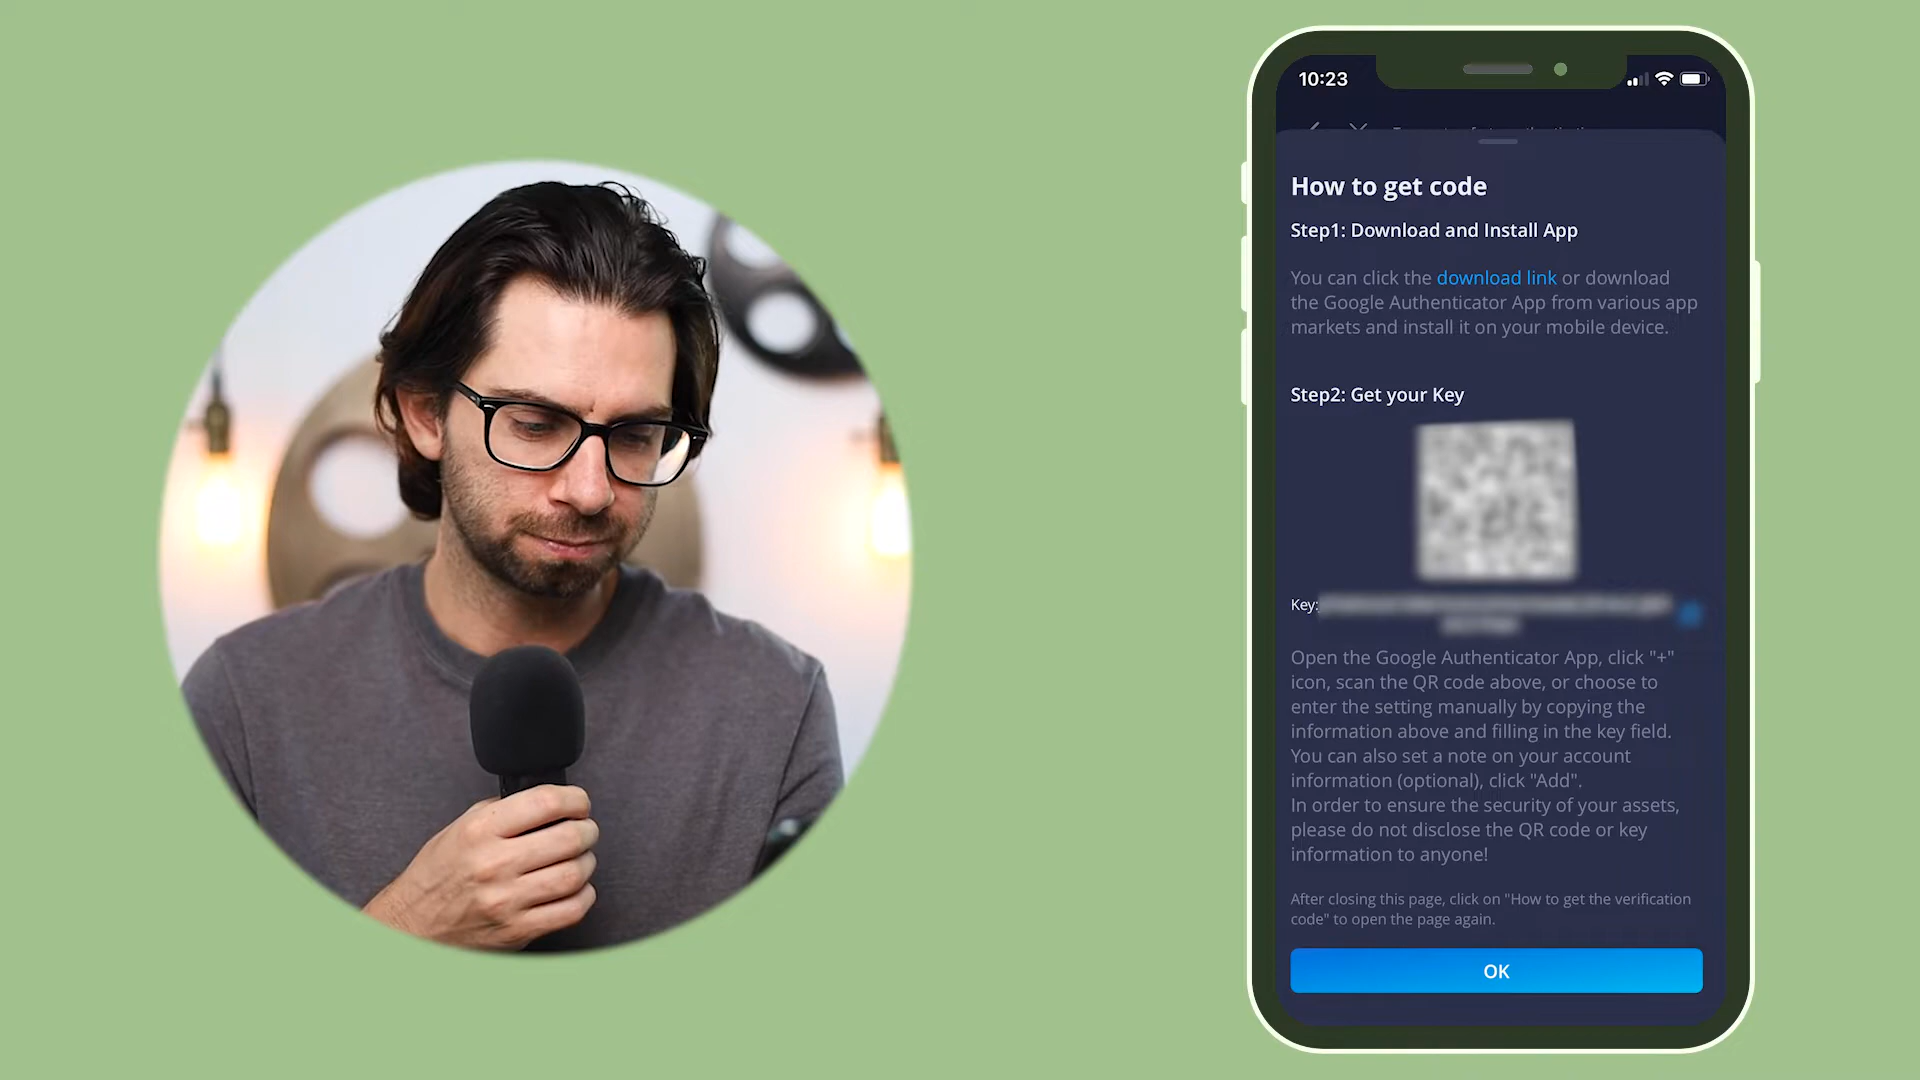 10:23
How to get code
Step1: Download and Install App
You can click the download link or download
the Google Authenticator App from various app
markets and install it on your mobile device.
Step2: Get your Key
Key:
Open the Google Authenticator App, click "+"
icon, scan the QR code above, or choose to
enter the setting manually by copying the
information above and filling in the key field.
You can also set a note on your account
information (optional), click "Add".
In order to ensure the security of your assets,
please do not disclose the QR code or key
information to anyone!
After closing this page, click on "How to get the verification
code" to open the page again.
OK